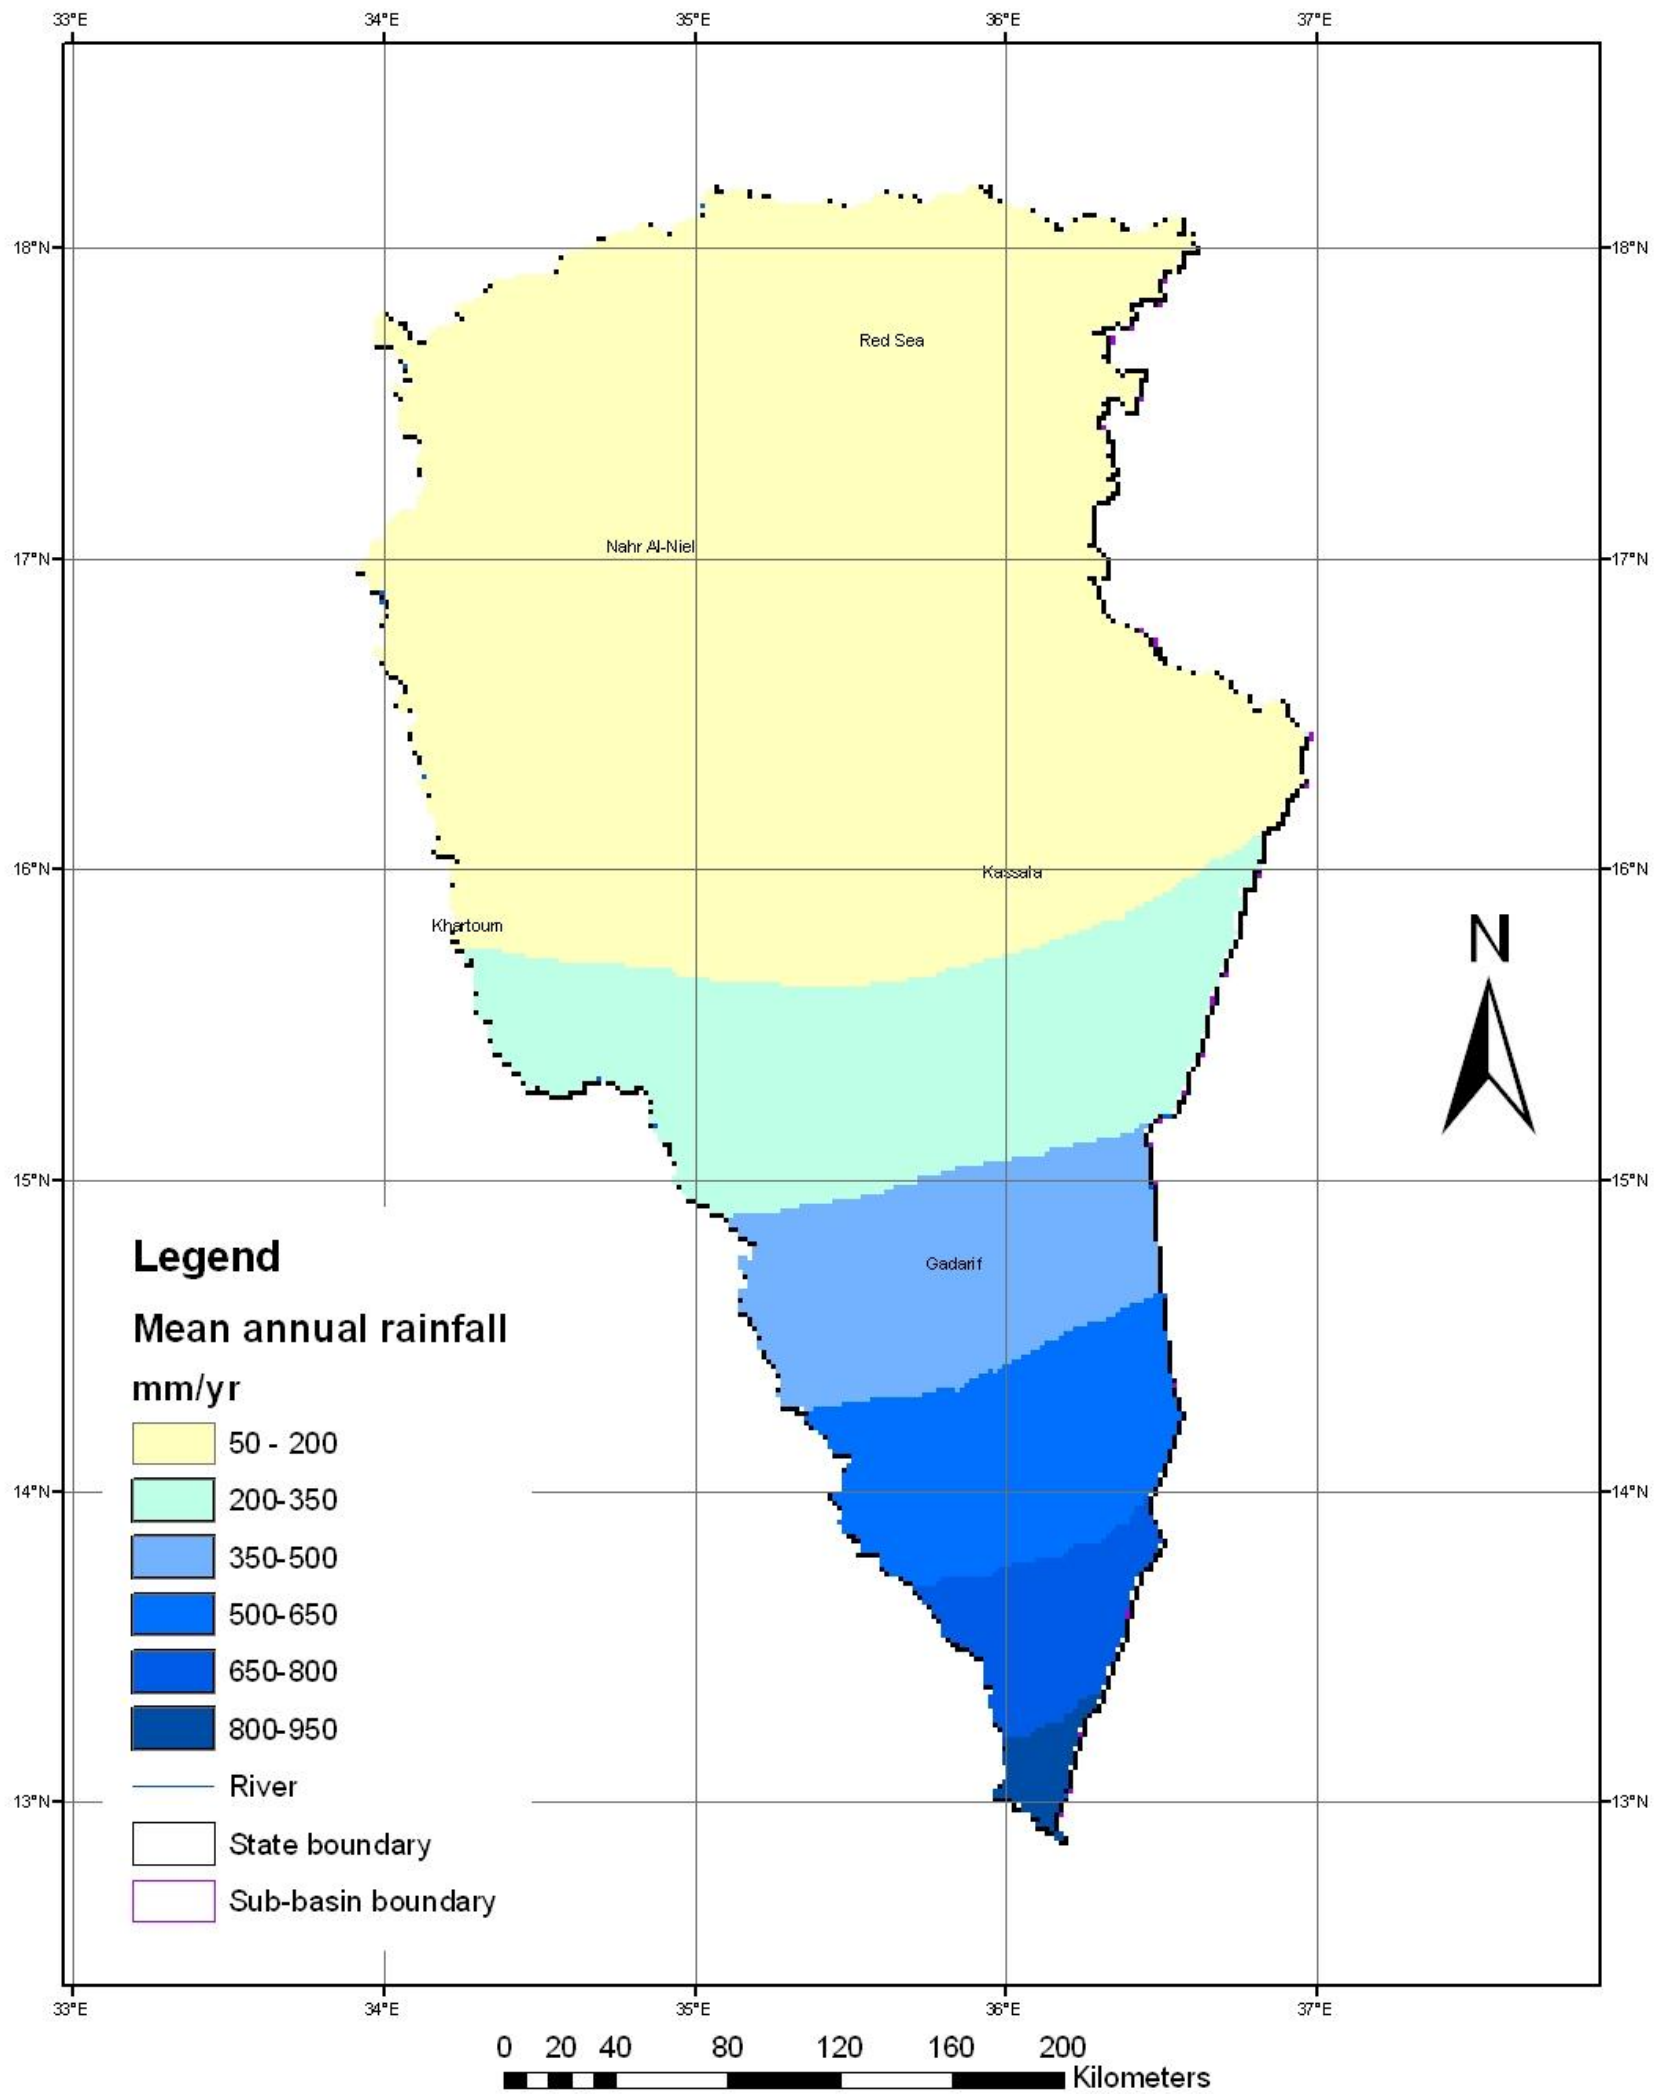 33°E 34°E 35°E 36°E 37°E
18°N 18°N
Red Sea
Nahr Al-Niel
17°N 17°N
16°N Kassala 16°N
Khartoum
N
15°N 15°N
Gadarif
Legend
Mean annual rainfall
mm/yr
50 - 200
200-350
14°N 14°N
350-500
500-650
650-800
800-950
River
13°N 13°N
State boundary
Sub-basin boundary
33°E 34°E 35°E 36°E 37°E
0 20 40 80 120 160 200
Kilometers